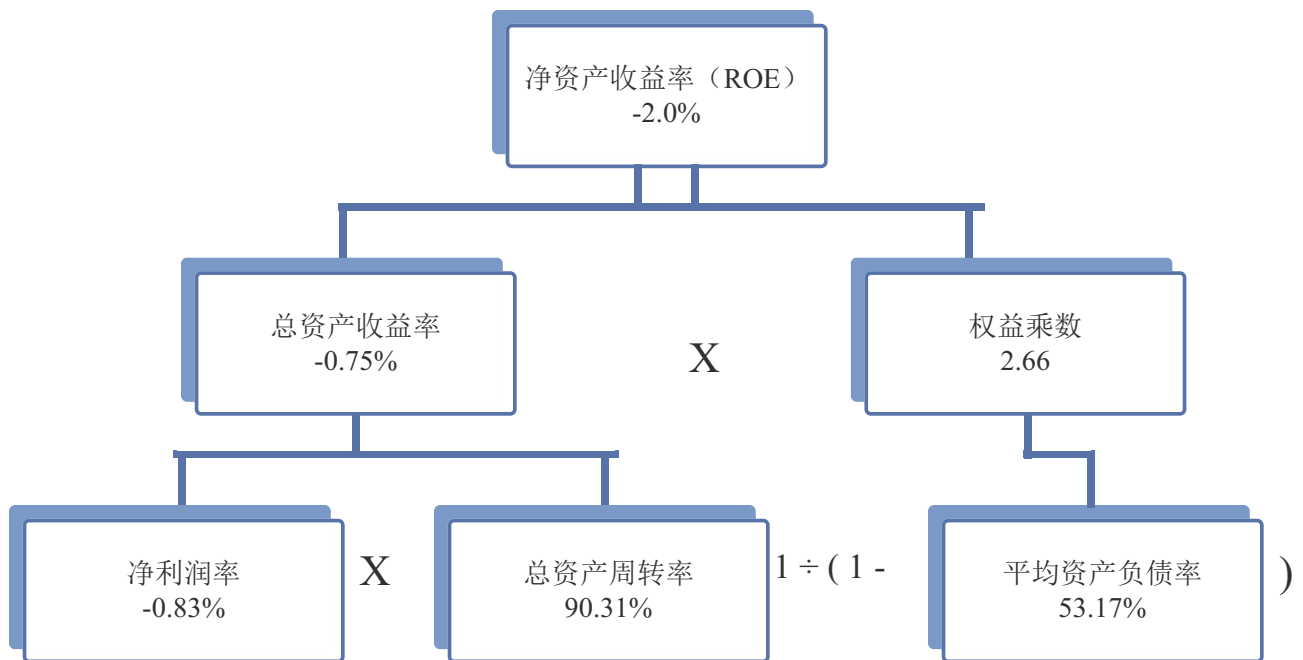 净资产收益率（ROE）
-2.0%
总资产收益率
-0.75%
X
权益乘数
2.66
净利润率
-0.83%
X
总资产周转率
90.31%
1 ÷ ( 1 -
平均资产负债率
53.17%
)